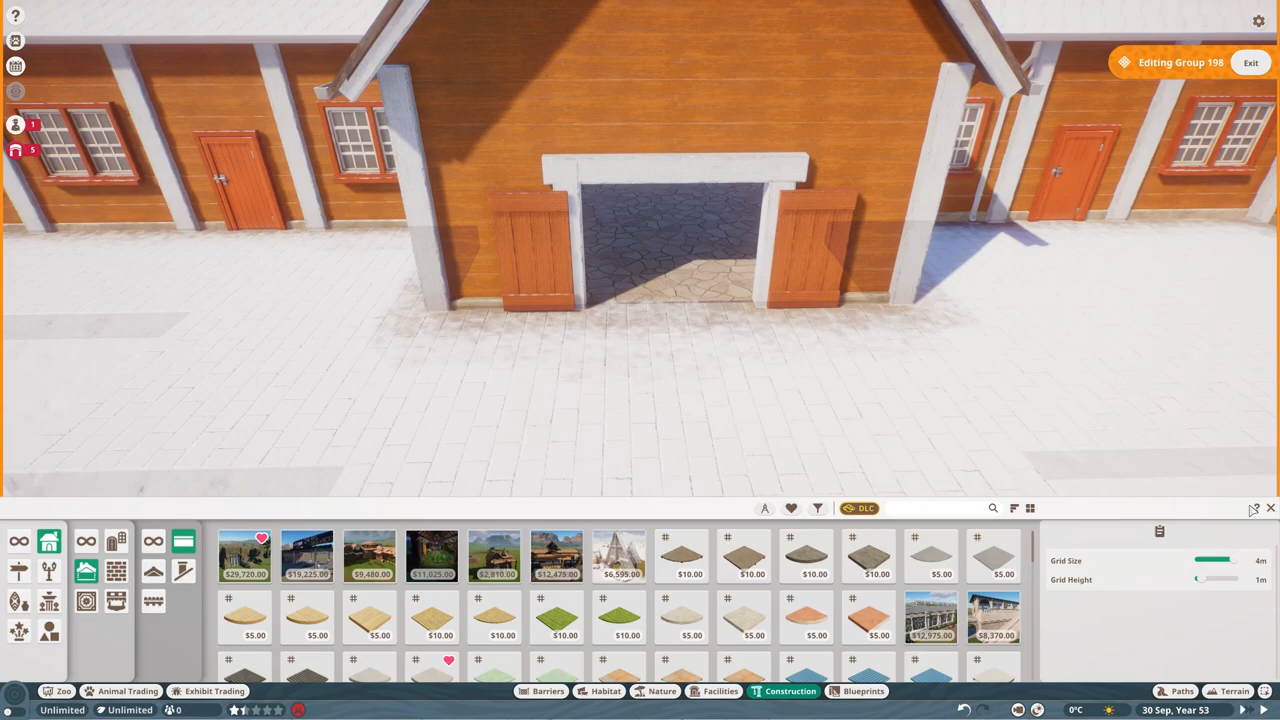 ?
Editing Group 198 Exit
1
5
DLC
?
$29,720.00 $19,225.00 $9,480.00 $11,025.00 $2,810.00 $12,475.00 $6,595.00 $10.00 $10.00 $10.00 $10.00 $5.00 $5.00
$5.00 $5.00 $5.00 $10.00 $10.00 $10.00 $10.00 $5.00 $5.00 $5.00 $5.00 $12,975.00 $8,370.00
Grid Size 4m
Grid Height 1m
Zoo Animal Trading Exhibit Trading Barriers Habitat Nature Facilities Construction Blueprints Paths Terrain
Unlimited Unlimited 0 0°C 30 Sep, Year 53